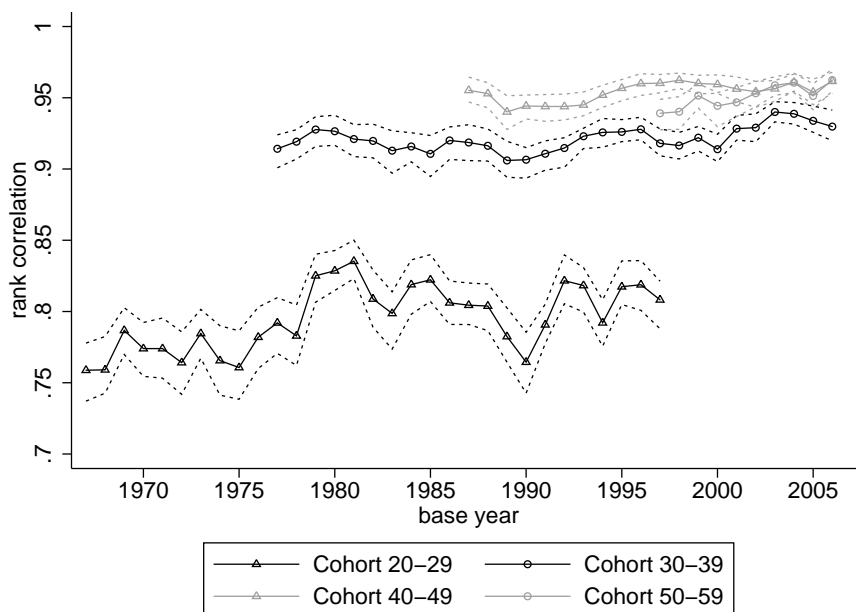 1
.95
.9
.85
.8
.75
.7
rank correlation
1970 1975 1980 1985 1990 1995 2000 2005
base year
Cohort 20−29 Cohort 30−39
Cohort 40−49 Cohort 50−59